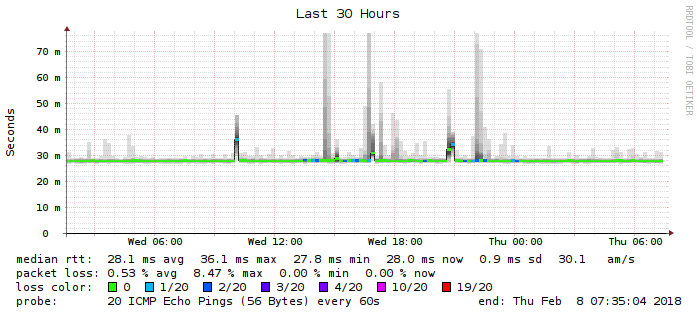 Last 30 Hours
RRDTOOL / TOBI OETIKER
Seconds
70 m
60 m
50 m
40 m
30 m
20 m
10 m
0
Wed 06:00 Wed 12:00 Wed 18:00 Thu 00:00 Thu 06:00
median rtt: 28.1 ms avg 36.1 ms max 27.8 ms min 28.0 ms now 0.9 ms sd 30.1 am/s
packet loss: 0.53 % avg 8.47 % max 0.00 % min 0.00 % now
loss color: 0 1/20 2/20 3/20 4/20 10/20 19/20
probe: 20 ICMP Echo Pings (56 Bytes) every 60s end: Thu Feb 8 07:35:04 2018